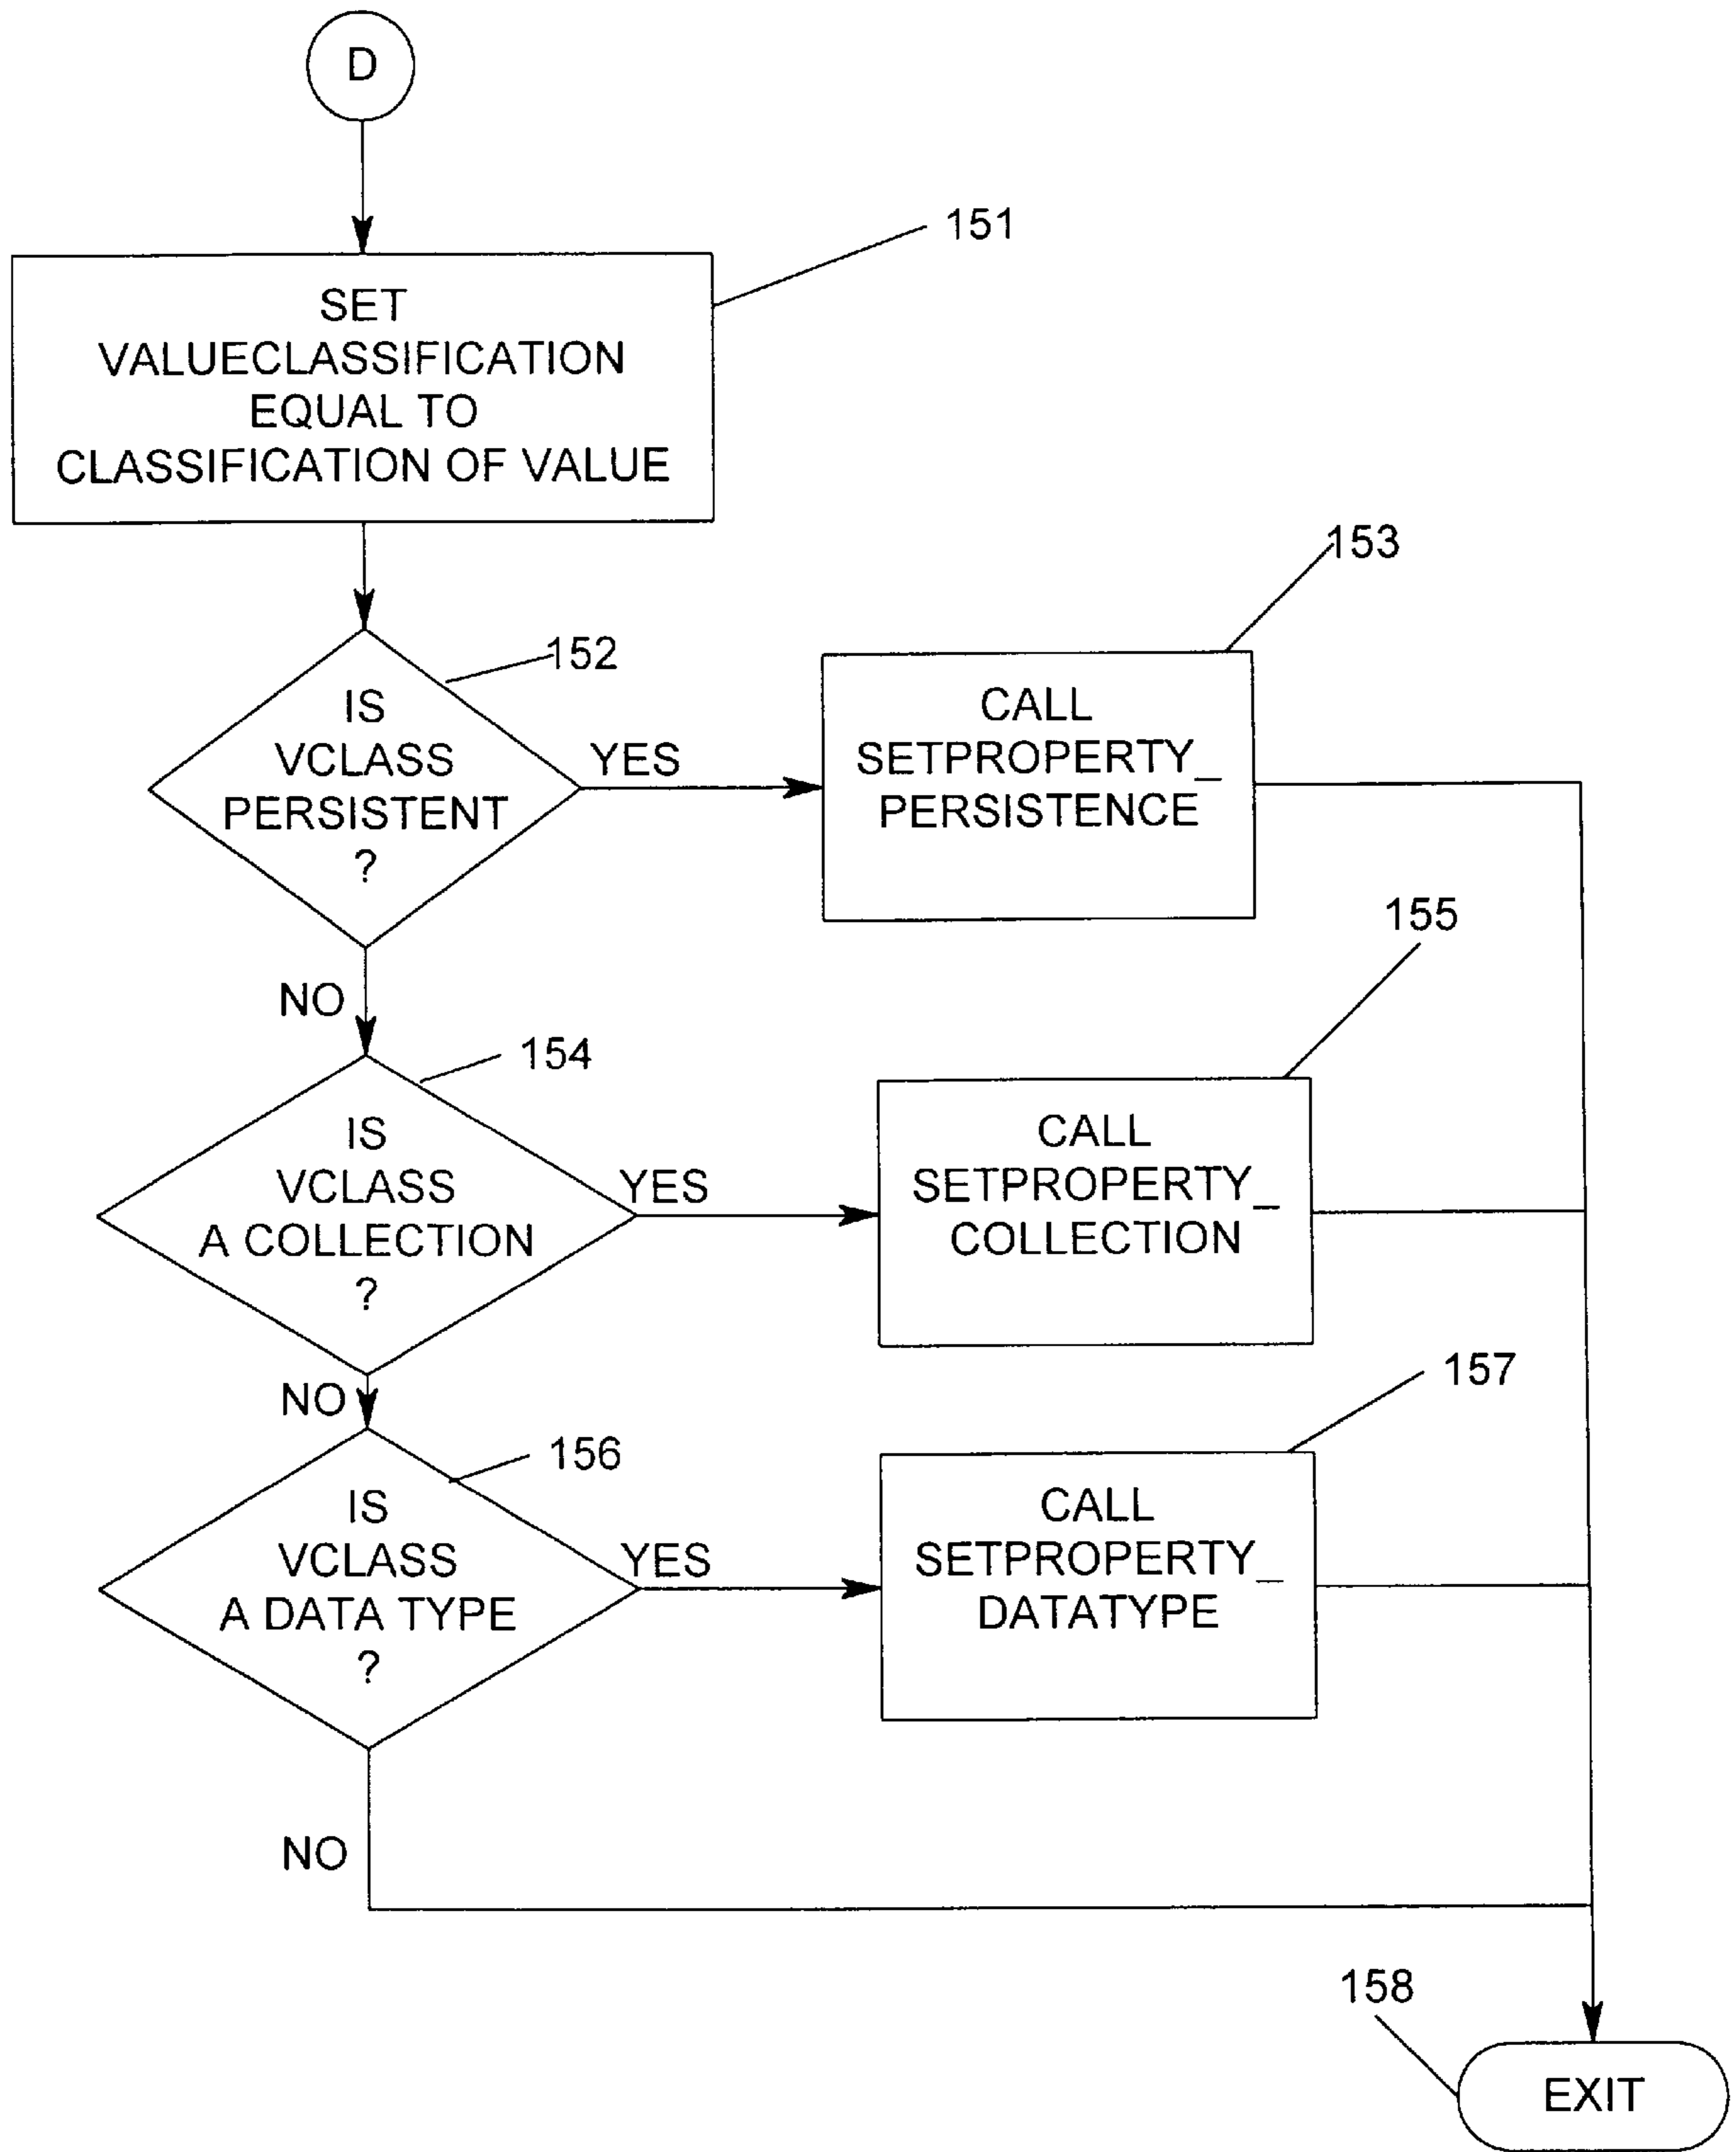 D
151
SET
VALUECLASSIFICATION
EQUAL TO
CLASSIFICATION OF VALUE
152
IS
VCLASS
PERSISTENT
?
YES
153
CALL
SETPROPERTY_
PERSISTENCE
NO
154
IS
VCLASS
A COLLECTION
?
YES
155
CALL
SETPROPERTY_
COLLECTION
NO
156
IS
VCLASS
A DATA TYPE
?
YES
157
CALL
SETPROPERTY_
DATATYPE
NO
158
EXIT